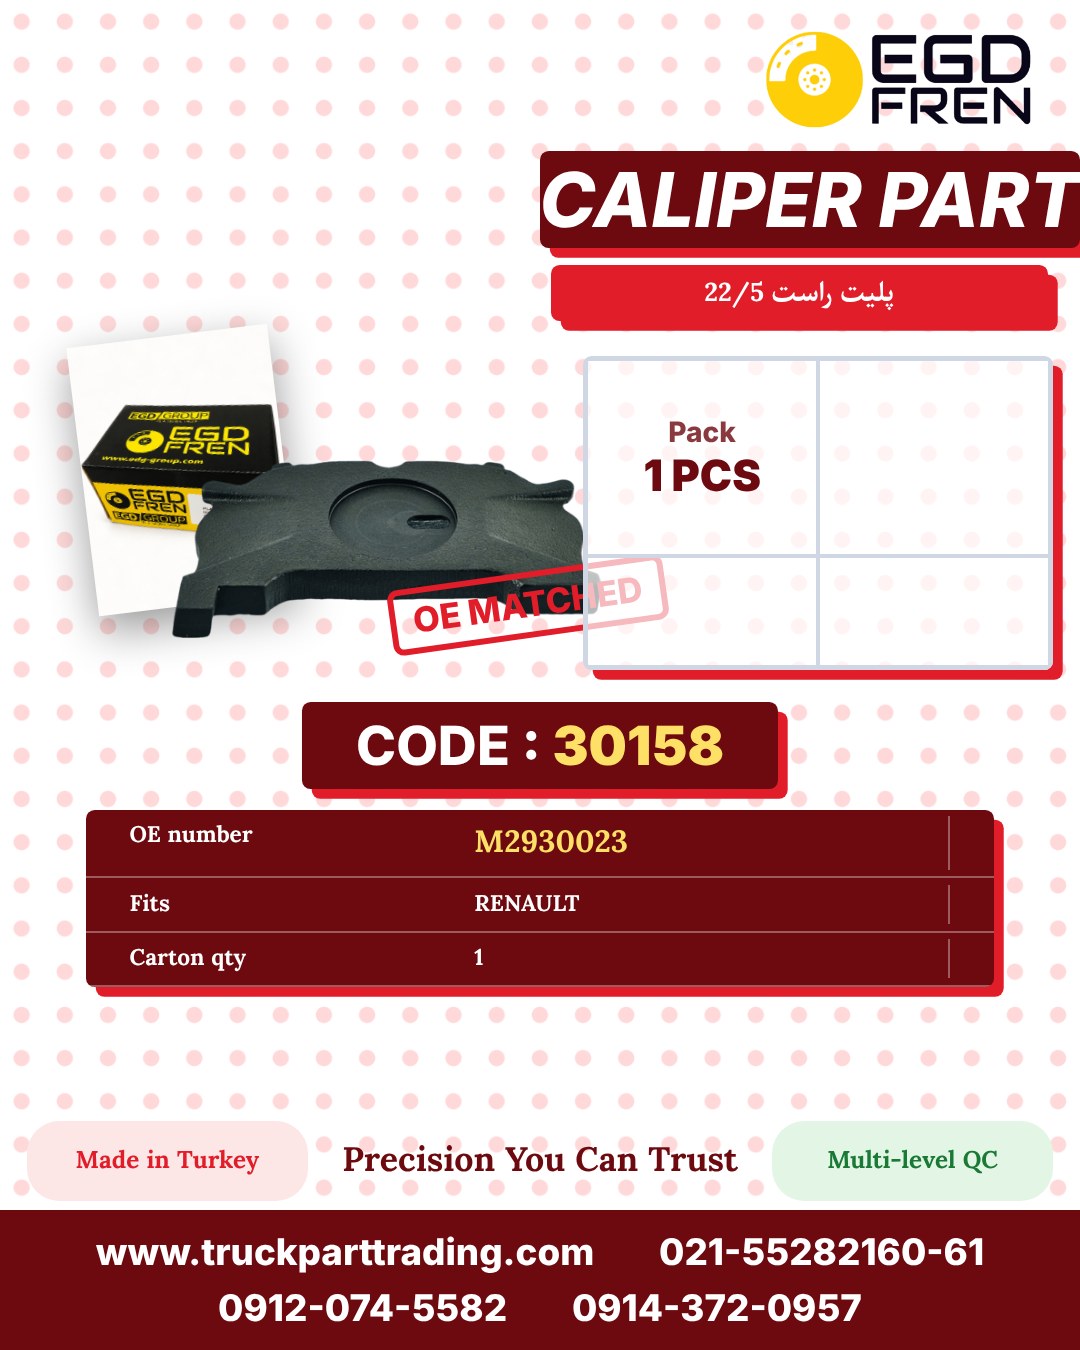 EGD
FREN
CALIPER PART
پلیت راست 22/5
EGD/GROUP
EGD
FREN
www.edg-group.com
EGD
FREN
EGD/GROUP
Pack
1 PCS
OE MATCHED
CODE : 30158
OE number M2930023
Fits RENAULT
Carton qty 1
Made in Turkey
Precision You Can Trust
Multi-level QC
www.truckparttrading.com 021-55282160-61
0912-074-5582 0914-372-0957